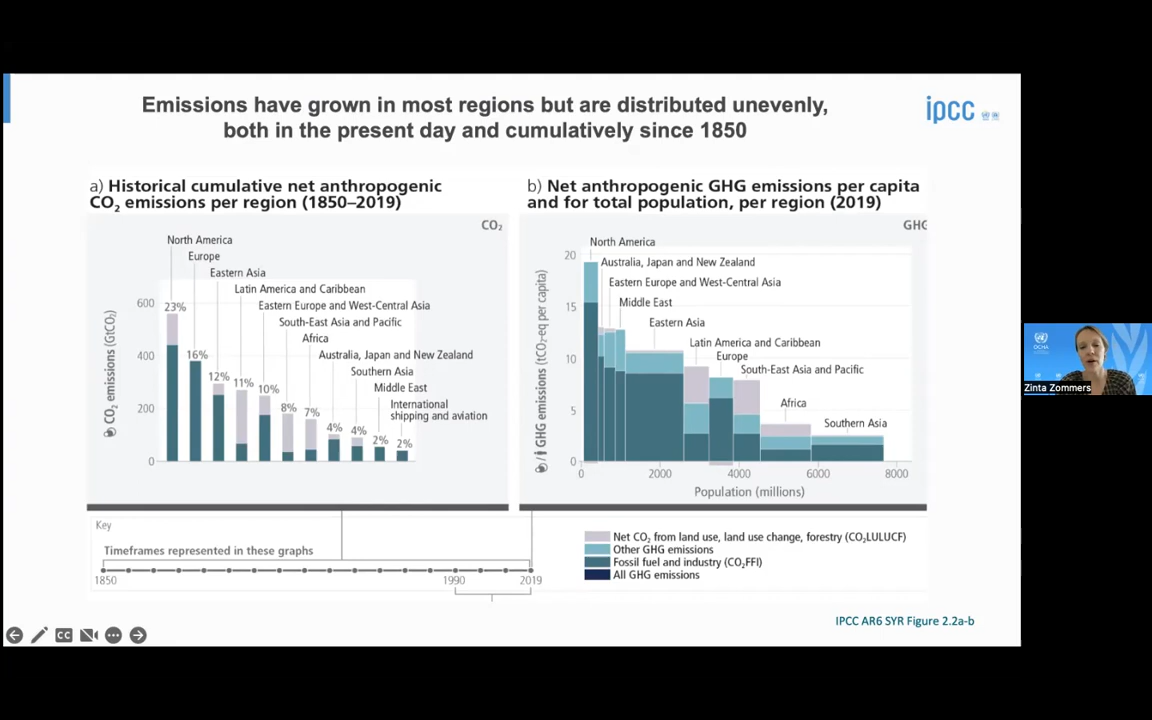 Emissions have grown in most regions but are distributed unevenly,
both in the present day and cumulatively since 1850
ipcc
a) Historical cumulative net anthropogenic
CO₂ emissions per region (1850–2019)
CO₂
North America
Europe
Eastern Asia
Latin America and Caribbean
Eastern Europe and West-Central Asia
South-East Asia and Pacific
Africa
Australia, Japan and New Zealand
Southern Asia
Middle East
International
shipping and aviation
CO₂ emissions (GtCO₂)
600
400
200
0
23%
16%
12%
11%
10%
8%
7%
4%
4%
2%
2%
b) Net anthropogenic GHG emissions per capita
and for total population, per region (2019)
GHG
North America
Australia, Japan and New Zealand
Eastern Europe and West-Central Asia
Middle East
Eastern Asia
Latin America and Caribbean
Europe
South-East Asia and Pacific
Africa
Southern Asia
GHG emissions (tCO₂-eq per capita)
20
15
10
5
0
0 2000 4000 6000 8000
Population (millions)
Key
Timeframes represented in these graphs
1850 1990 2019
Net CO₂ from land use, land use change, forestry (CO₂LULUCF)
Other GHG emissions
Fossil fuel and industry (CO₂FFI)
All GHG emissions
IPCC AR6 SYR Figure 2.2a-b
CC
OCHA
Zinta Zommers